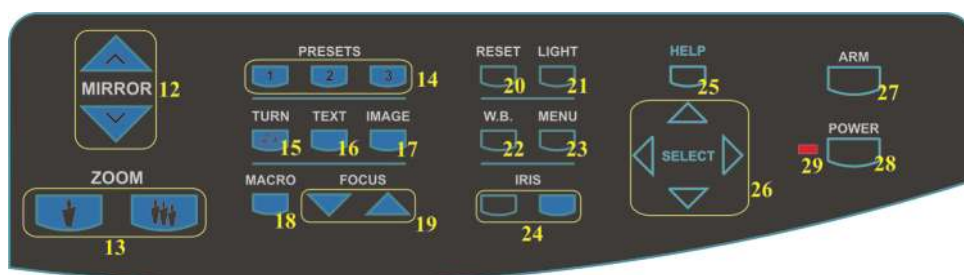 PRESETS RESET LIGHT HELP ARM
MIRROR 12 1 2 3 14 20 21 25 27
TURN TEXT IMAGE W.B. MENU POWER
15 16 17 22 23 SELECT 29 28
ZOOM MACRO FOCUS IRIS 26
13 18 19 24